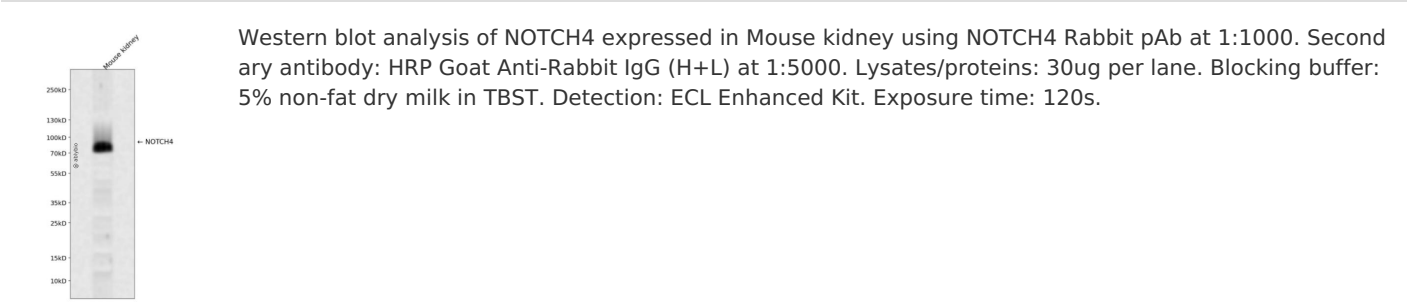 Mouse kidney
Western blot analysis of NOTCH4 expressed in Mouse kidney using NOTCH4 Rabbit pAb at 1:1000. Second
ary antibody: HRP Goat Anti-Rabbit IgG (H+L) at 1:5000. Lysates/proteins: 30ug per lane. Blocking buffer:
5% non-fat dry milk in TBST. Detection: ECL Enhanced Kit. Exposure time: 120s.
250kD
130kD
100kD
← NOTCH4
70kD
55kD
35kD
25kD
15kD
10kD